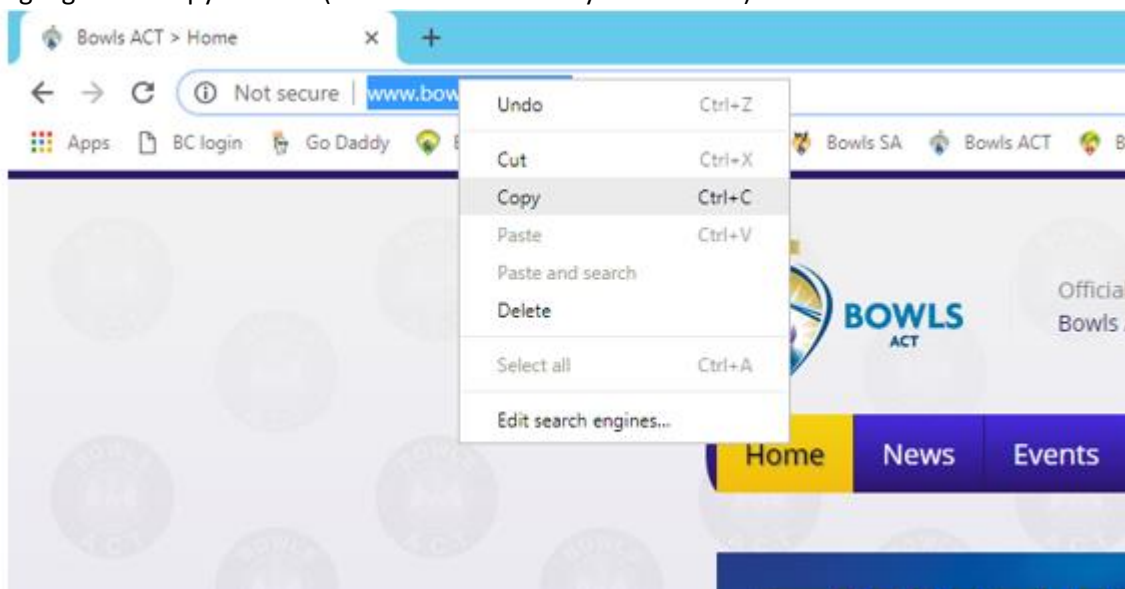 Bowls ACT > Home
Not secure | www.bow
Apps BC login Go Daddy Bowls SA Bowls ACT B
Undo Ctrl+Z
Cut Ctrl+X
Copy Ctrl+C
Paste Ctrl+V
Paste and search
Delete
Select all Ctrl+A
Edit search engines...
BOWLS
ACT
Officia
Bowls
Home News Events